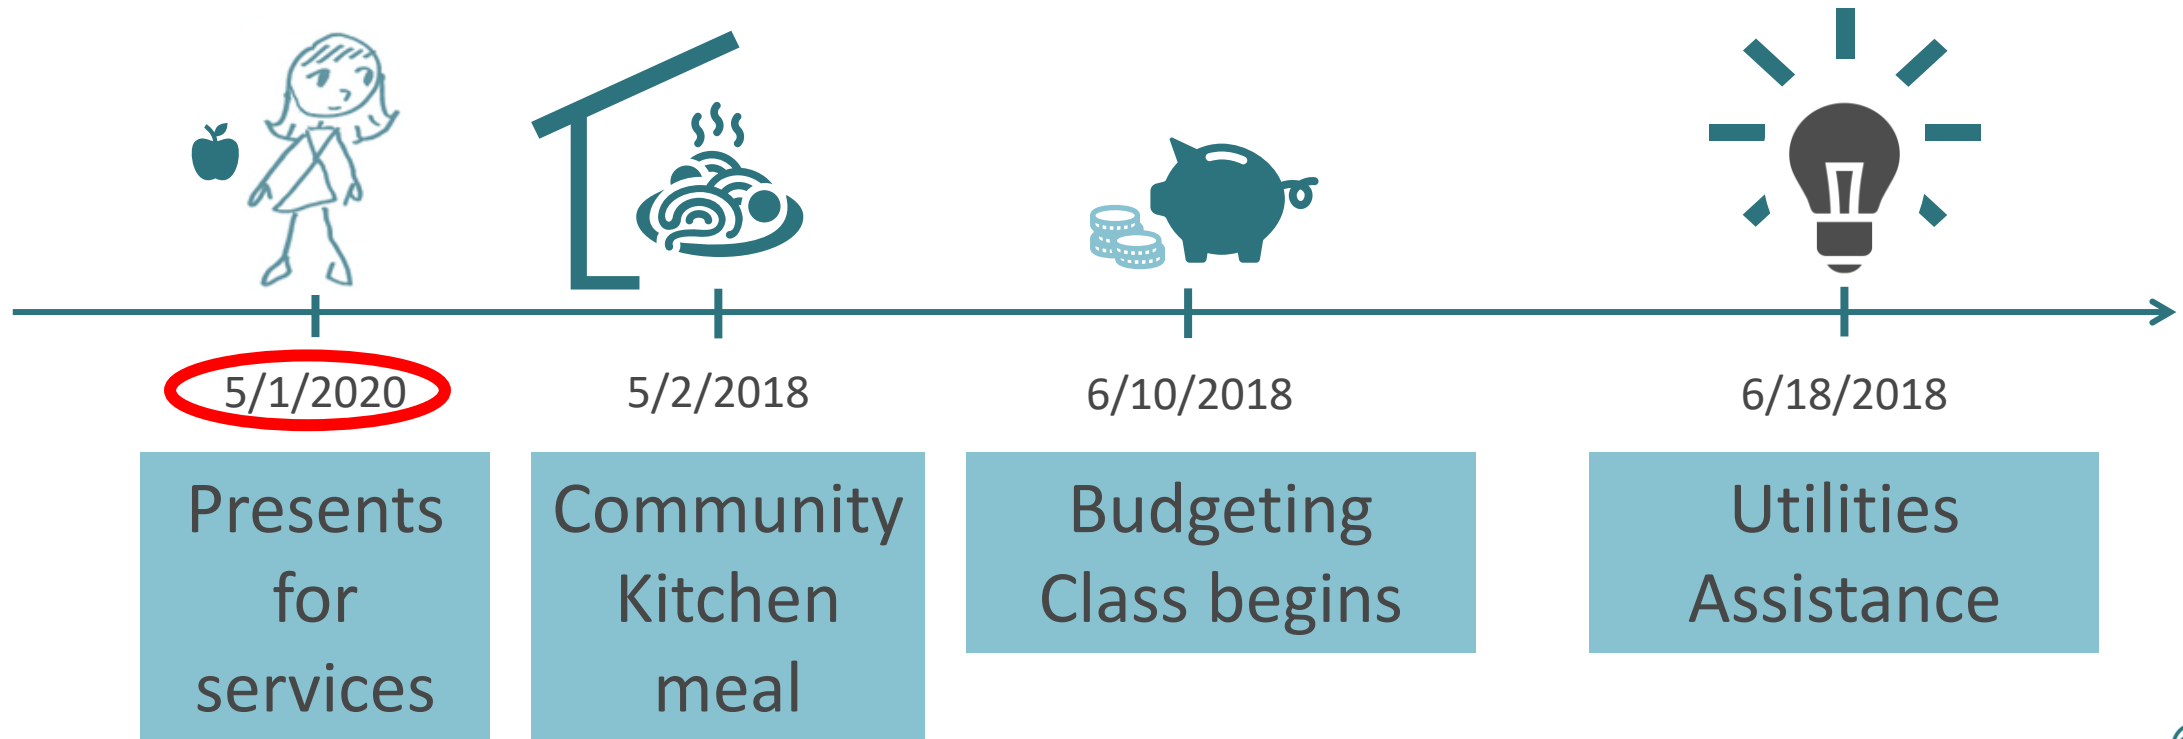 5/1/2020
Presents
for
services
5/2/2018
Community
Kitchen
meal
6/10/2018
Budgeting
Class begins
6/18/2018
Utilities
Assistance